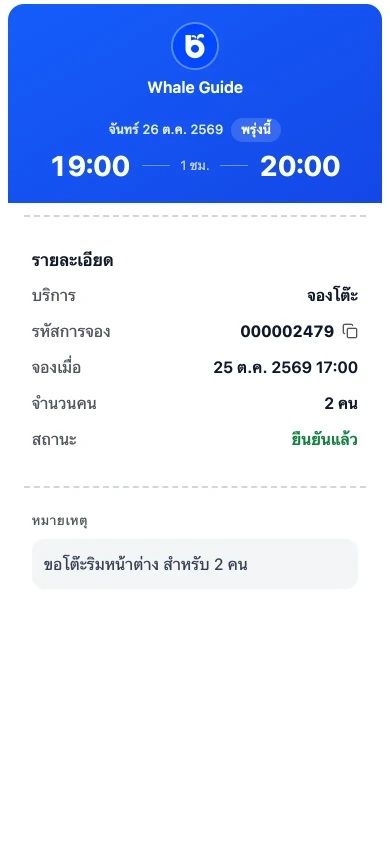 Whale Guide
จันทร์ 26 ต.ค. 2569 พรุ่งนี้
19:00 1 ชม. 20:00
รายละเอียด
บริการ จองโต๊ะ
รหัสการจอง 000002479
จองเมื่อ 25 ต.ค. 2569 17:00
จำนวนคน 2 คน
สถานะ ยืนยันแล้ว
หมายเหตุ
ขอโต๊ะริมหน้าต่าง สำหรับ 2 คน